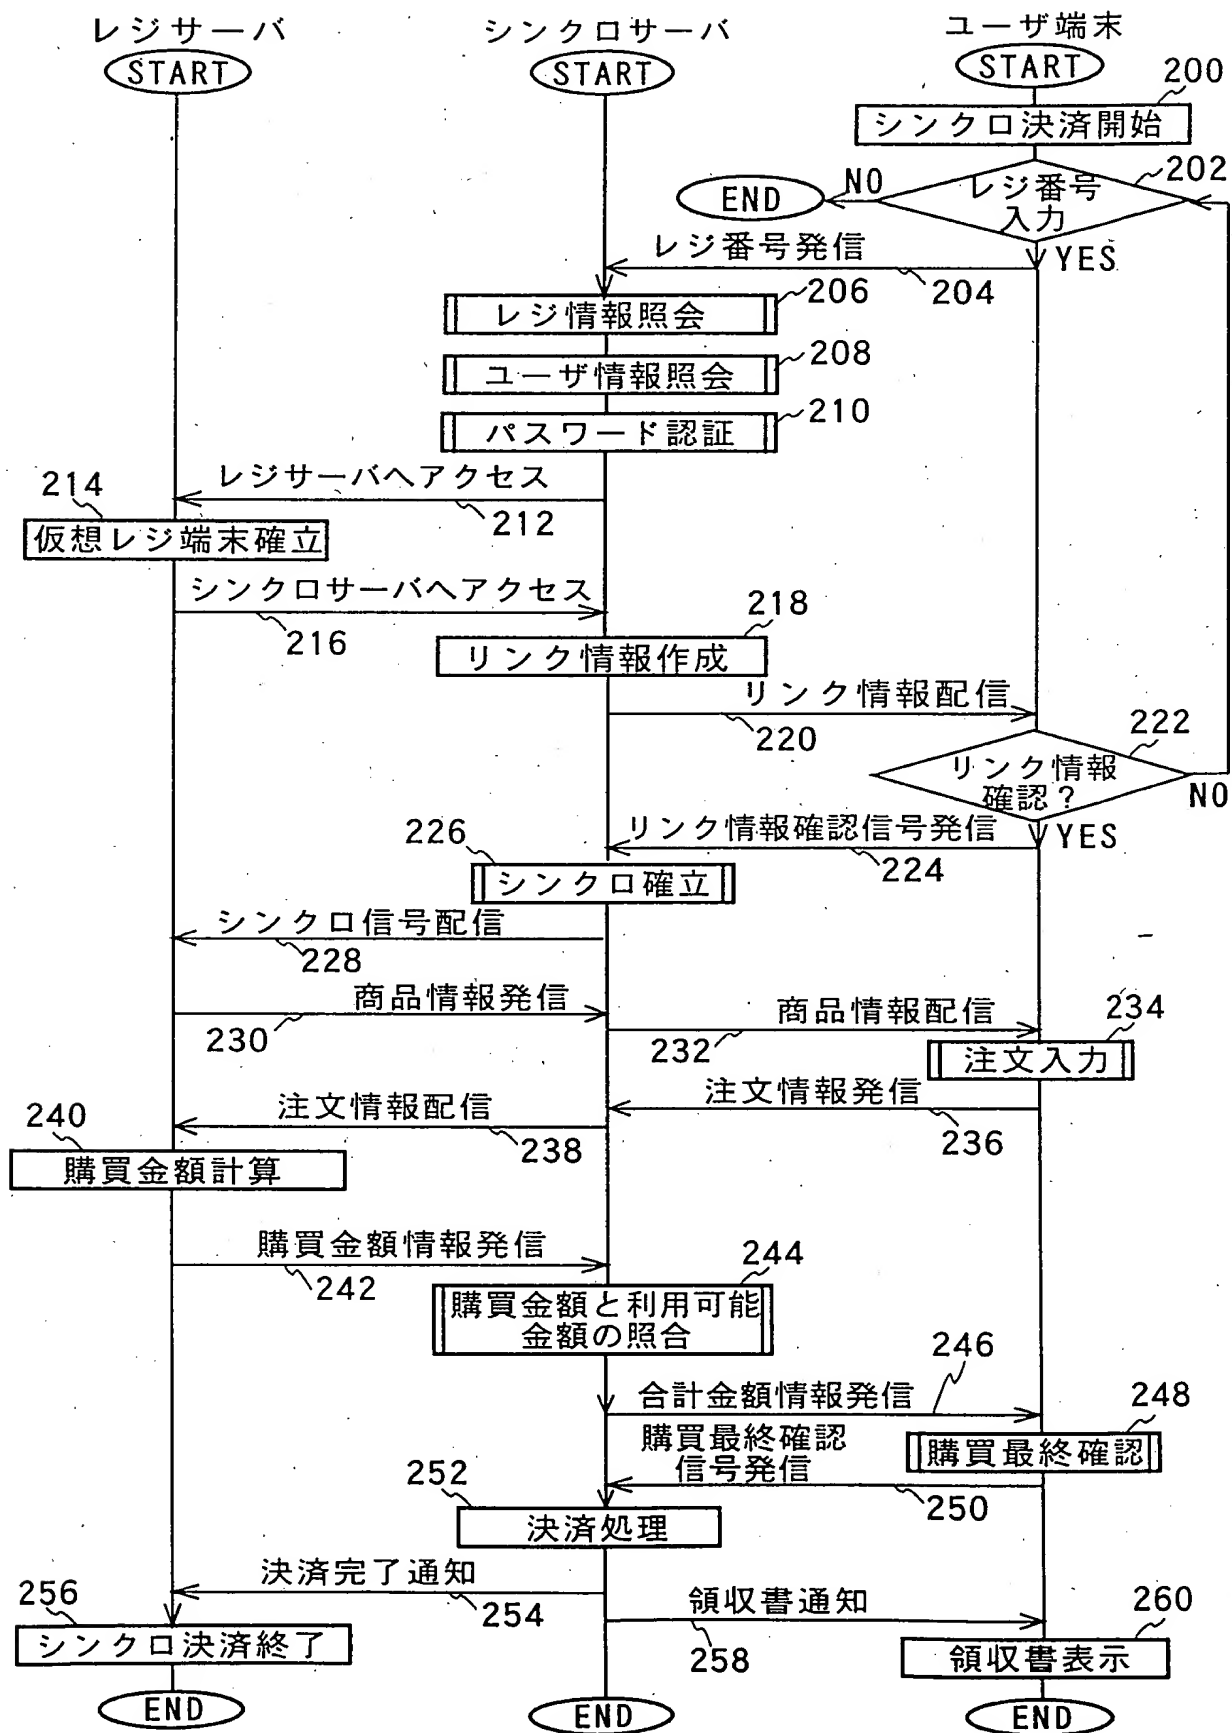 レジサーバ
シンクロサーバ
ユーザ端末
START
START
START
200
シンクロ決済開始
202
レジ番号
入力
NO
END
YES
レジ番号発信
204
206
レジ情報照会
208
ユーザ情報照会
210
パスワード認証
レジサーバへアクセス
212
214
仮想レジ端末確立
シンクロサーバへアクセス
216
218
リンク情報作成
リンク情報配信
220
222
リンク情報
確認?
NO
YES
リンク情報確認信号発信
224
226
シンクロ確立
シンクロ信号配信
228
商品情報発信
230
商品情報配信
232
234
注文入力
注文情報発信
236
注文情報配信
238
240
購買金額計算
購買金額情報発信
242
244
購買金額と利用可能
金額の照合
246
合計金額情報発信
248
購買最終確認
購買最終確認
信号発信
250
252
決済処理
決済完了通知
254
256
シンクロ決済終了
領収書通知
258
260
領収書表示
END
END
END